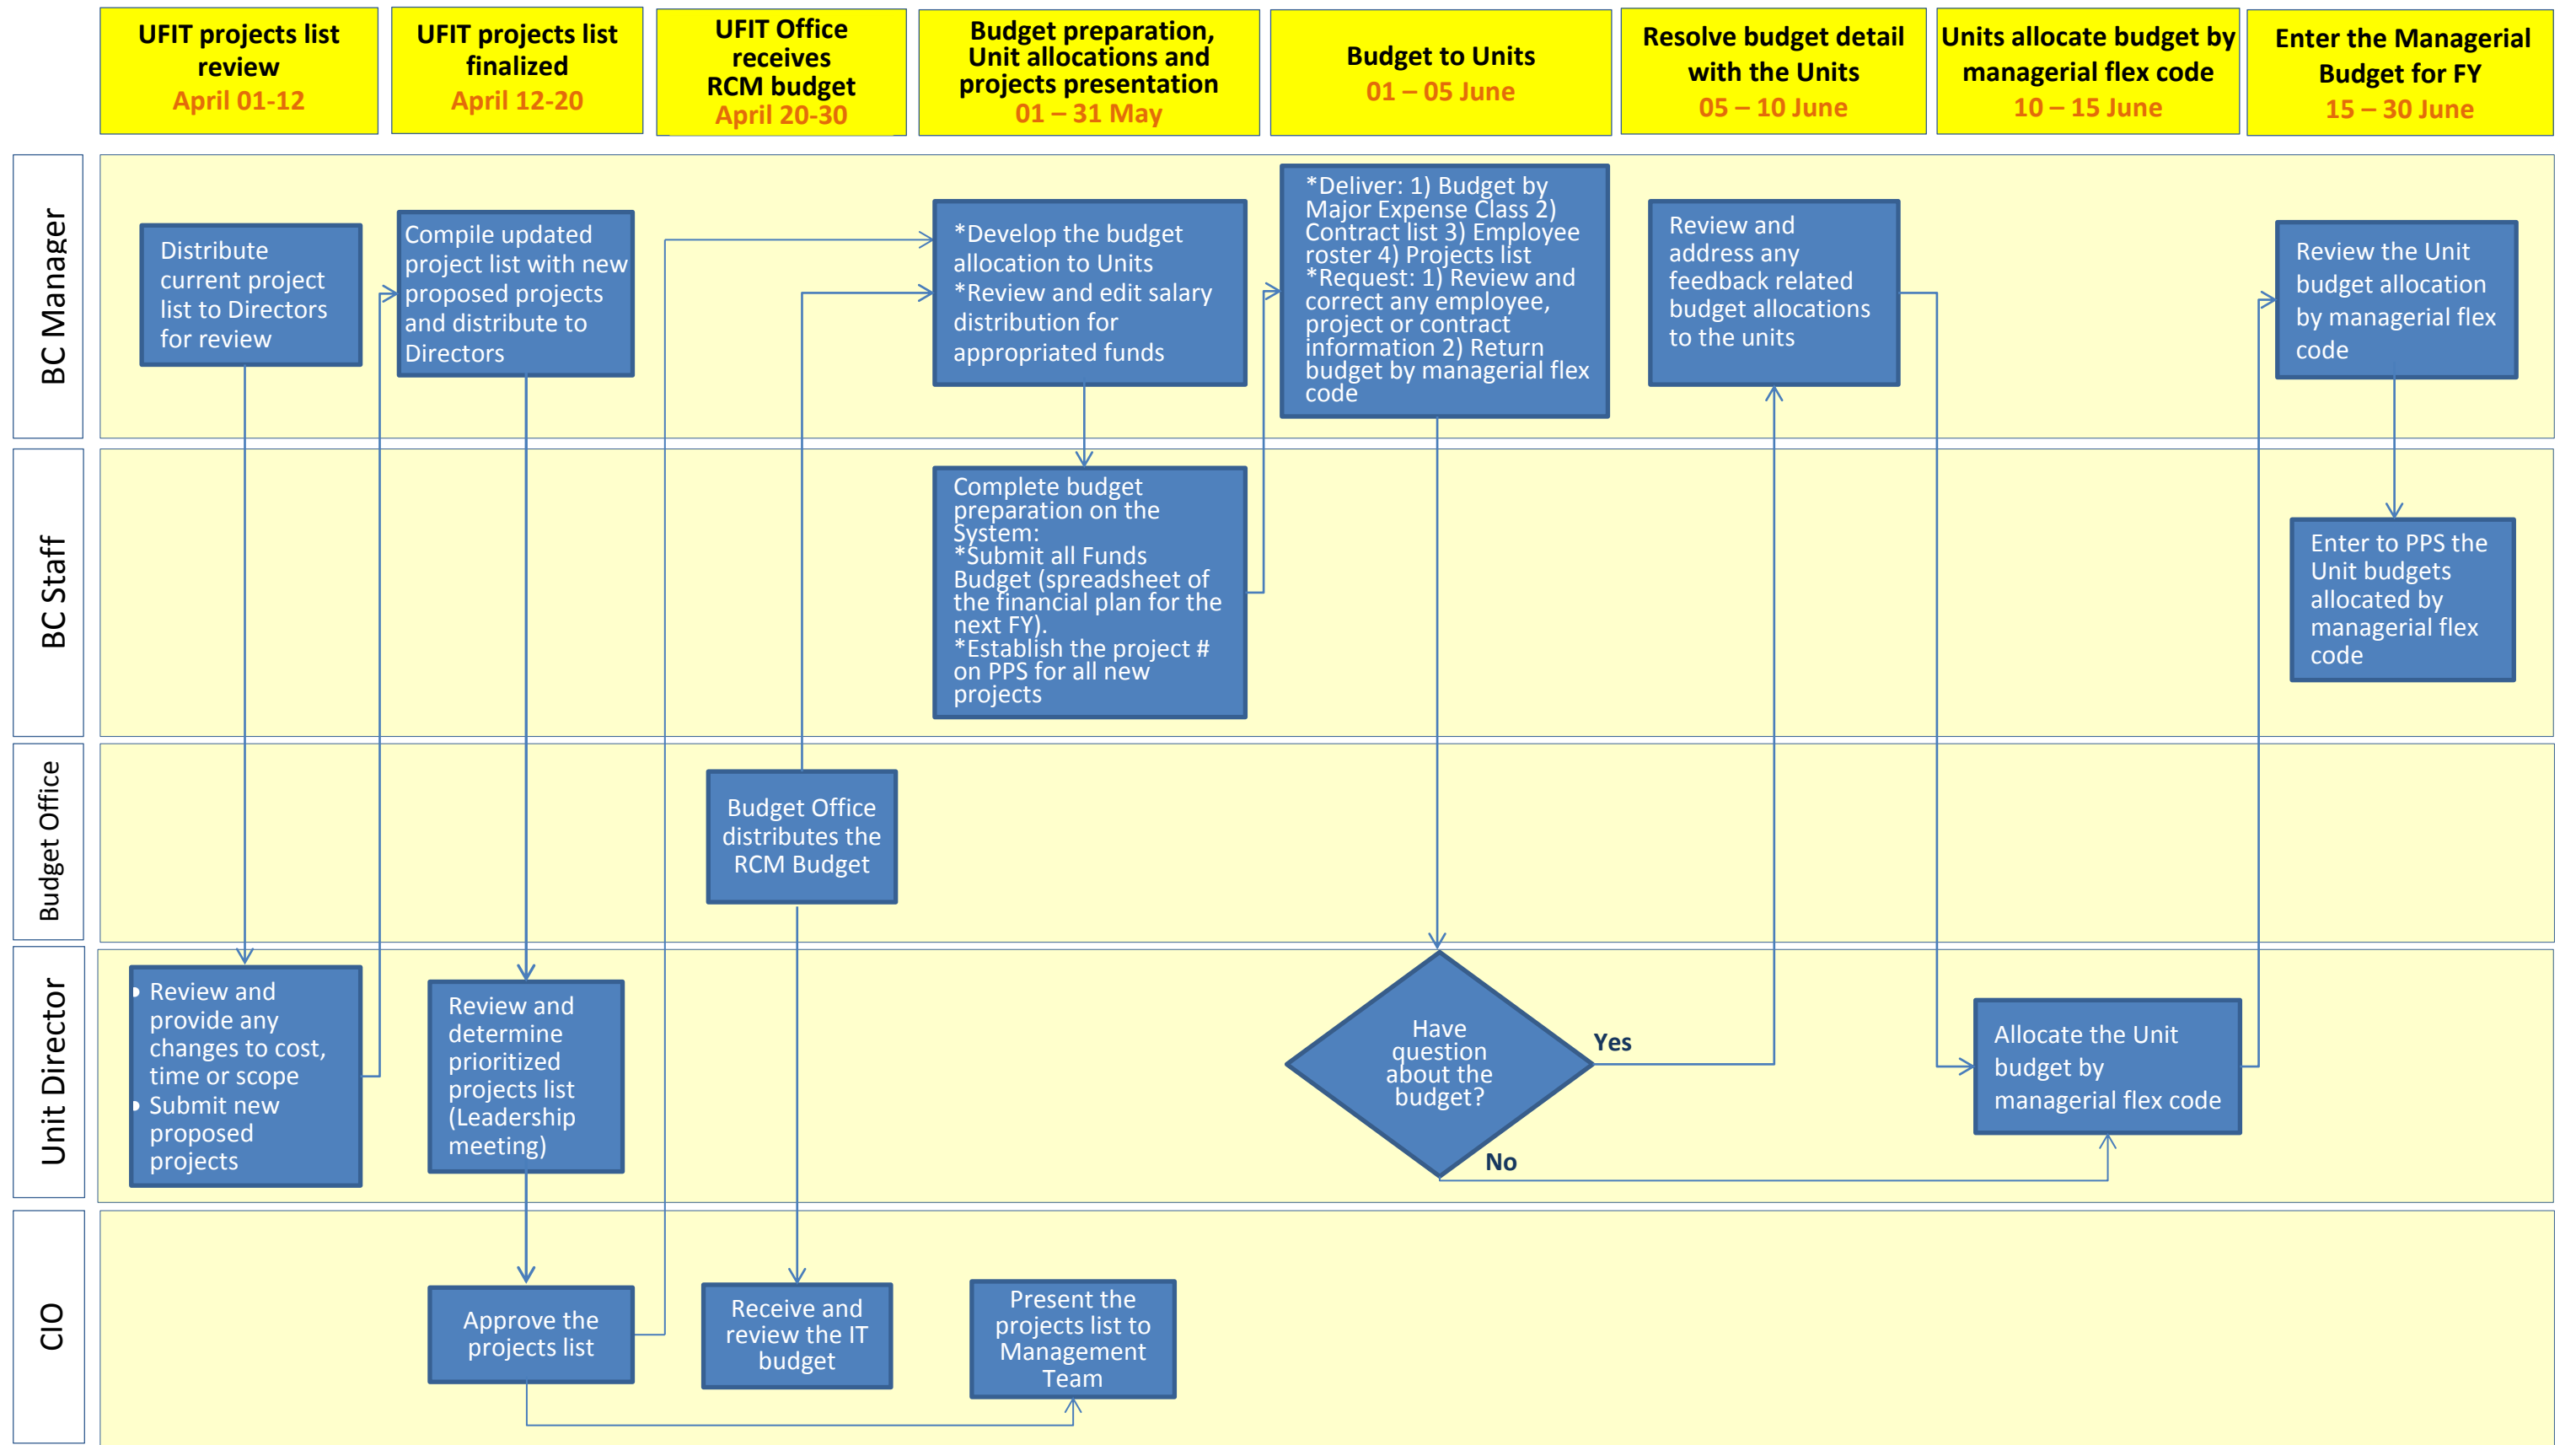 UFIT projects list
review
April 01-12
UFIT projects list
finalized
April 12-20
UFIT Office
receives
RCM budget
April 20-30
Budget preparation,
Unit allocations and
projects presentation
01 – 31 May
Budget to Units
01 – 05 June
Resolve budget detail
with the Units
05 – 10 June
Units allocate budget by
managerial flex code
10 – 15 June
Enter the Managerial
Budget for FY
15 – 30 June
BC Manager
Distribute
current project
list to Directors
for review
Compile updated
project list with new
proposed projects
and distribute to
Directors
*Develop the budget
allocation to Units
*Review and edit salary
distribution for
appropriated funds
*Deliver: 1) Budget by
Major Expense Class 2)
Contract list 3) Employee
roster 4) Projects list
*Request: 1) Review and
correct any employee,
project or contract
information 2) Return
budget by managerial flex
code
Review and
address any
feedback related
budget allocations
to the units
Review the Unit
budget allocation
by managerial flex
code
BC Staff
Complete budget
preparation on the
System:
*Submit all Funds
Budget (spreadsheet of
the financial plan for the
next FY).
*Establish the project #
on PPS for all new
projects
Enter to PPS the
Unit budgets
allocated by
managerial flex
code
Budget Office
Budget Office
distributes the
RCM Budget
Unit Director
• Review and
provide any
changes to cost,
time or scope
• Submit new
proposed
projects
Review and
determine
prioritized
projects list
(Leadership
meeting)
Have
question
about the
budget?
Yes
No
Allocate the Unit
budget by
managerial flex code
CIO
Approve the
projects list
Receive and
review the IT
budget
Present the
projects list to
Management
Team